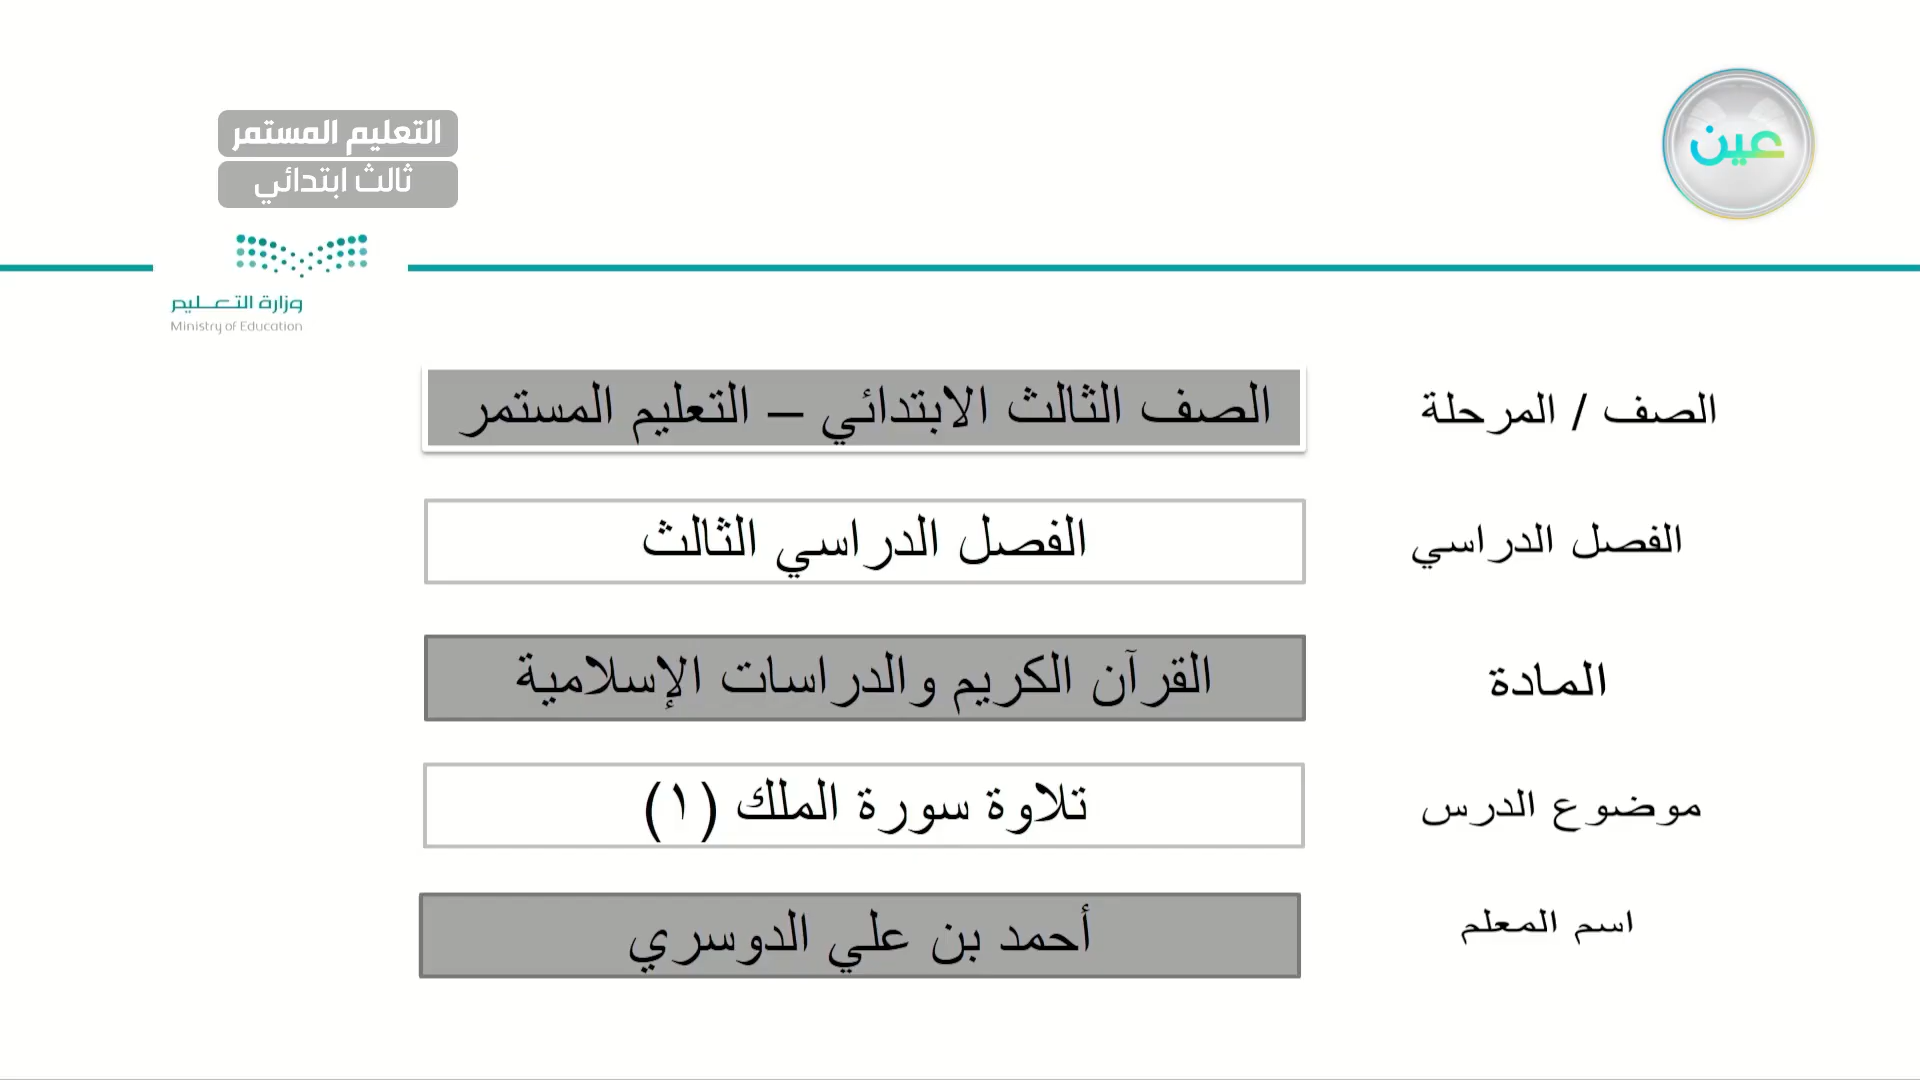 التعليم المستمر
ثالث ابتدائي
عين
وزارة التعليم
Ministry of Education
الصف / المرحلة
الصف الثالث الابتدائي – التعليم المستمر
الفصل الدراسي
الفصل الدراسي الثالث
المادة
القرآن الكريم والدراسات الإسلامية
موضوع الدرس
تلاوة سورة الملك (١)
اسم المعلم
أحمد بن علي الدوسري